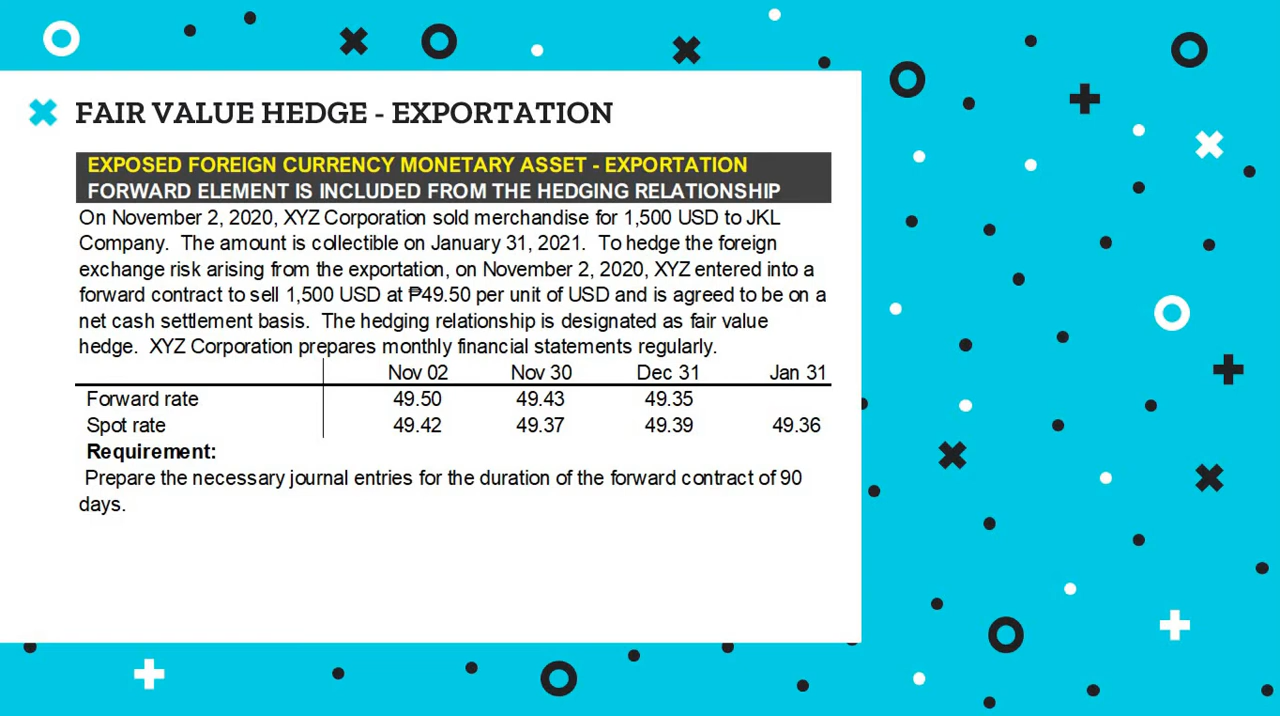 FAIR VALUE HEDGE - EXPORTATION
EXPOSED FOREIGN CURRENCY MONETARY ASSET - EXPORTATION
FORWARD ELEMENT IS INCLUDED FROM THE HEDGING RELATIONSHIP
On November 2, 2020, XYZ Corporation sold merchandise for 1,500 USD to JKL
Company. The amount is collectible on January 31, 2021. To hedge the foreign
exchange risk arising from the exportation, on November 2, 2020, XYZ entered into a
forward contract to sell 1,500 USD at ₱49.50 per unit of USD and is agreed to be on a
net cash settlement basis. The hedging relationship is designated as fair value
hedge. XYZ Corporation prepares monthly financial statements regularly.
Nov 02 Nov 30 Dec 31 Jan 31
Forward rate 49.50 49.43 49.35
Spot rate 49.42 49.37 49.39 49.36
Requirement:
Prepare the necessary journal entries for the duration of the forward contract of 90
days.